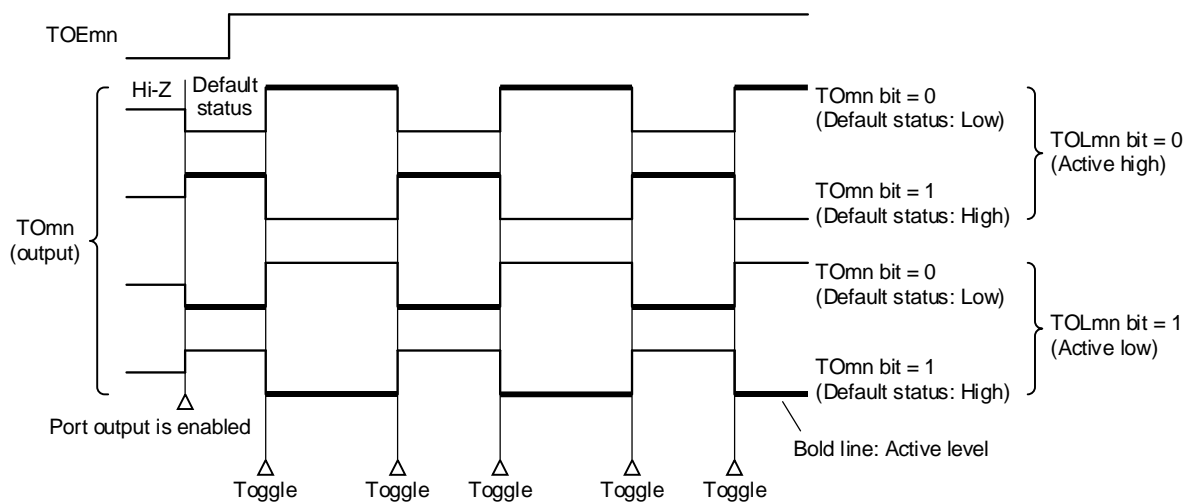 TOEmn
Hi-Z
Default
status
TOmn bit = 0
(Default status: Low)
TOLmn bit = 0
(Active high)
TOmn bit = 1
(Default status: High)
TOmn
(output)
TOmn bit = 0
(Default status: Low)
TOLmn bit = 1
(Active low)
TOmn bit = 1
(Default status: High)
Port output is enabled
Bold line: Active level
Toggle
Toggle
Toggle
Toggle
Toggle